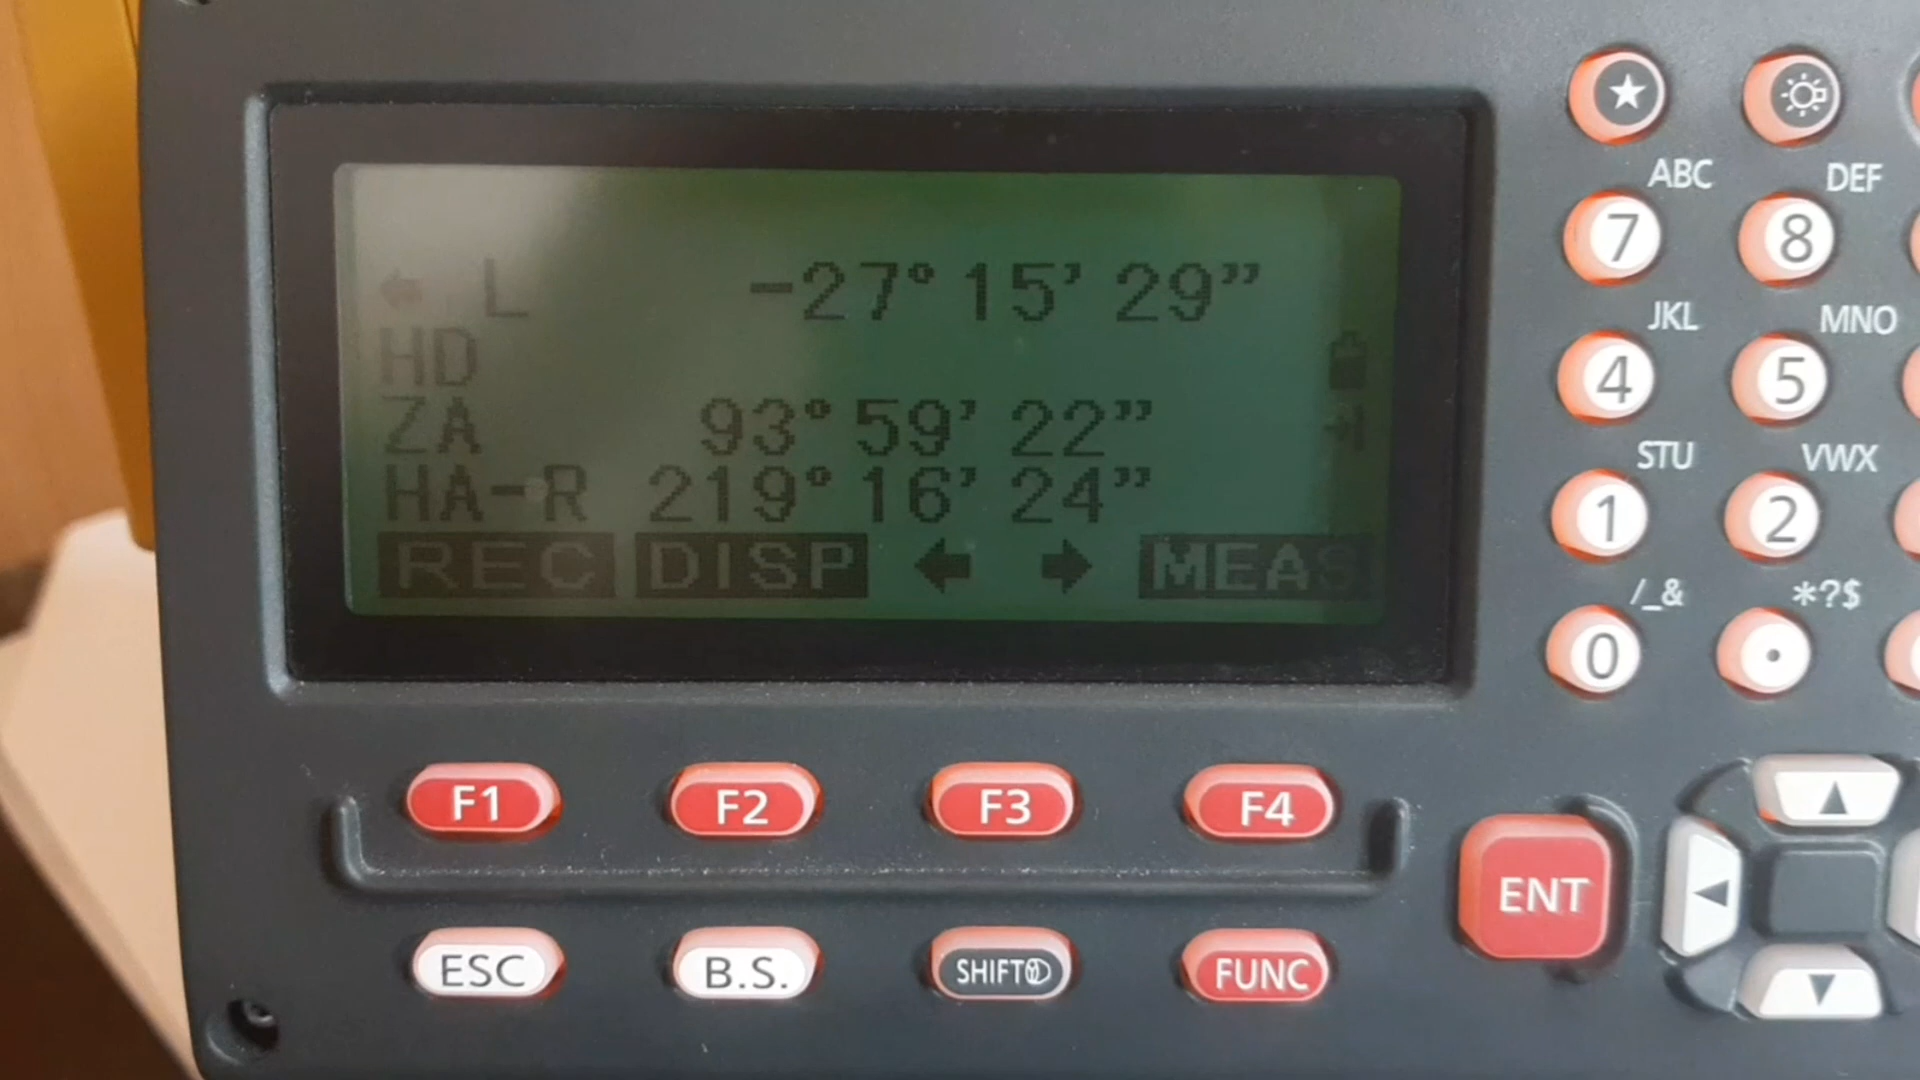 ← L -27° 15' 29"
HD
ZA 93° 59' 22"
HA-R 219° 16' 24"
REC DISP ← → MEAS
★
ABC DEF
7 8
JKL MNO
4 5
STU VWX
1 2
/_& *?$
0 •
F1 F2 F3 F4
ENT ▲
◀
ESC B.S. SHIFT FUNC
▼